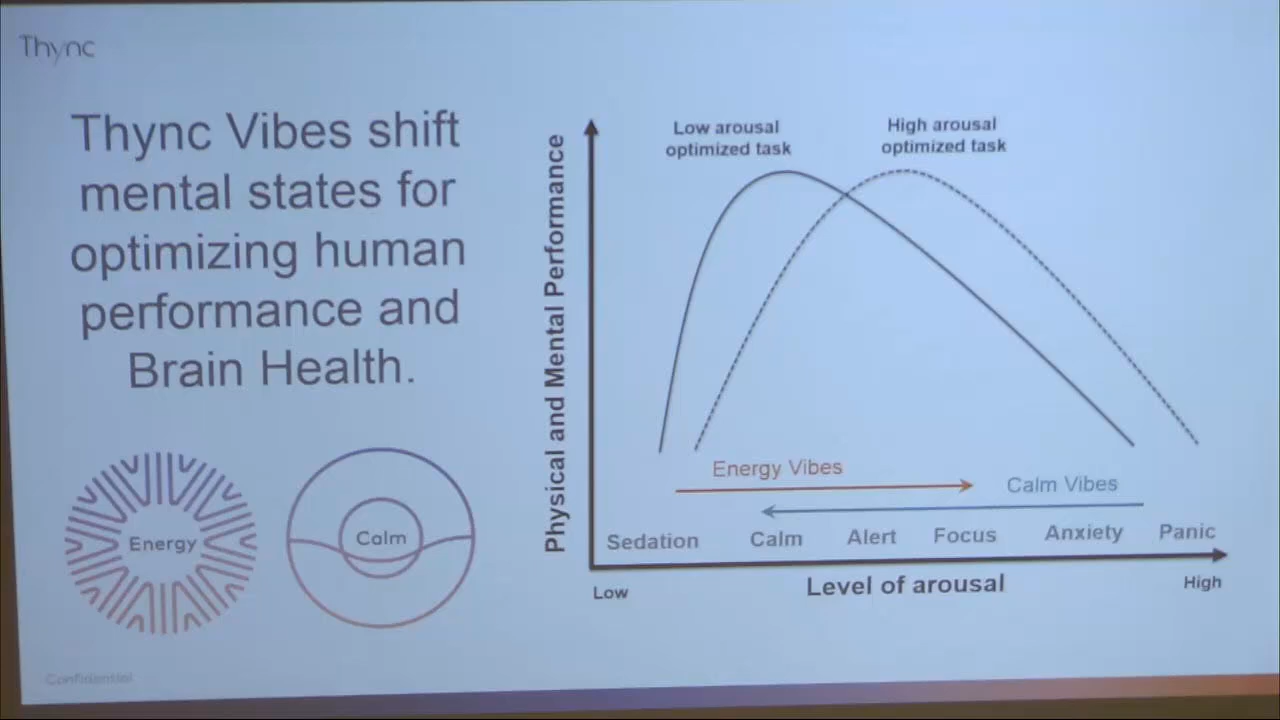 Thync
Thync Vibes shift
mental states for
optimizing human
performance and
Brain Health.
Energy
Calm
Confidential
Physical and Mental Performance
Low arousal
optimized task
High arousal
optimized task
Energy Vibes
Calm Vibes
Sedation Calm Alert Focus Anxiety Panic
Low Level of arousal High